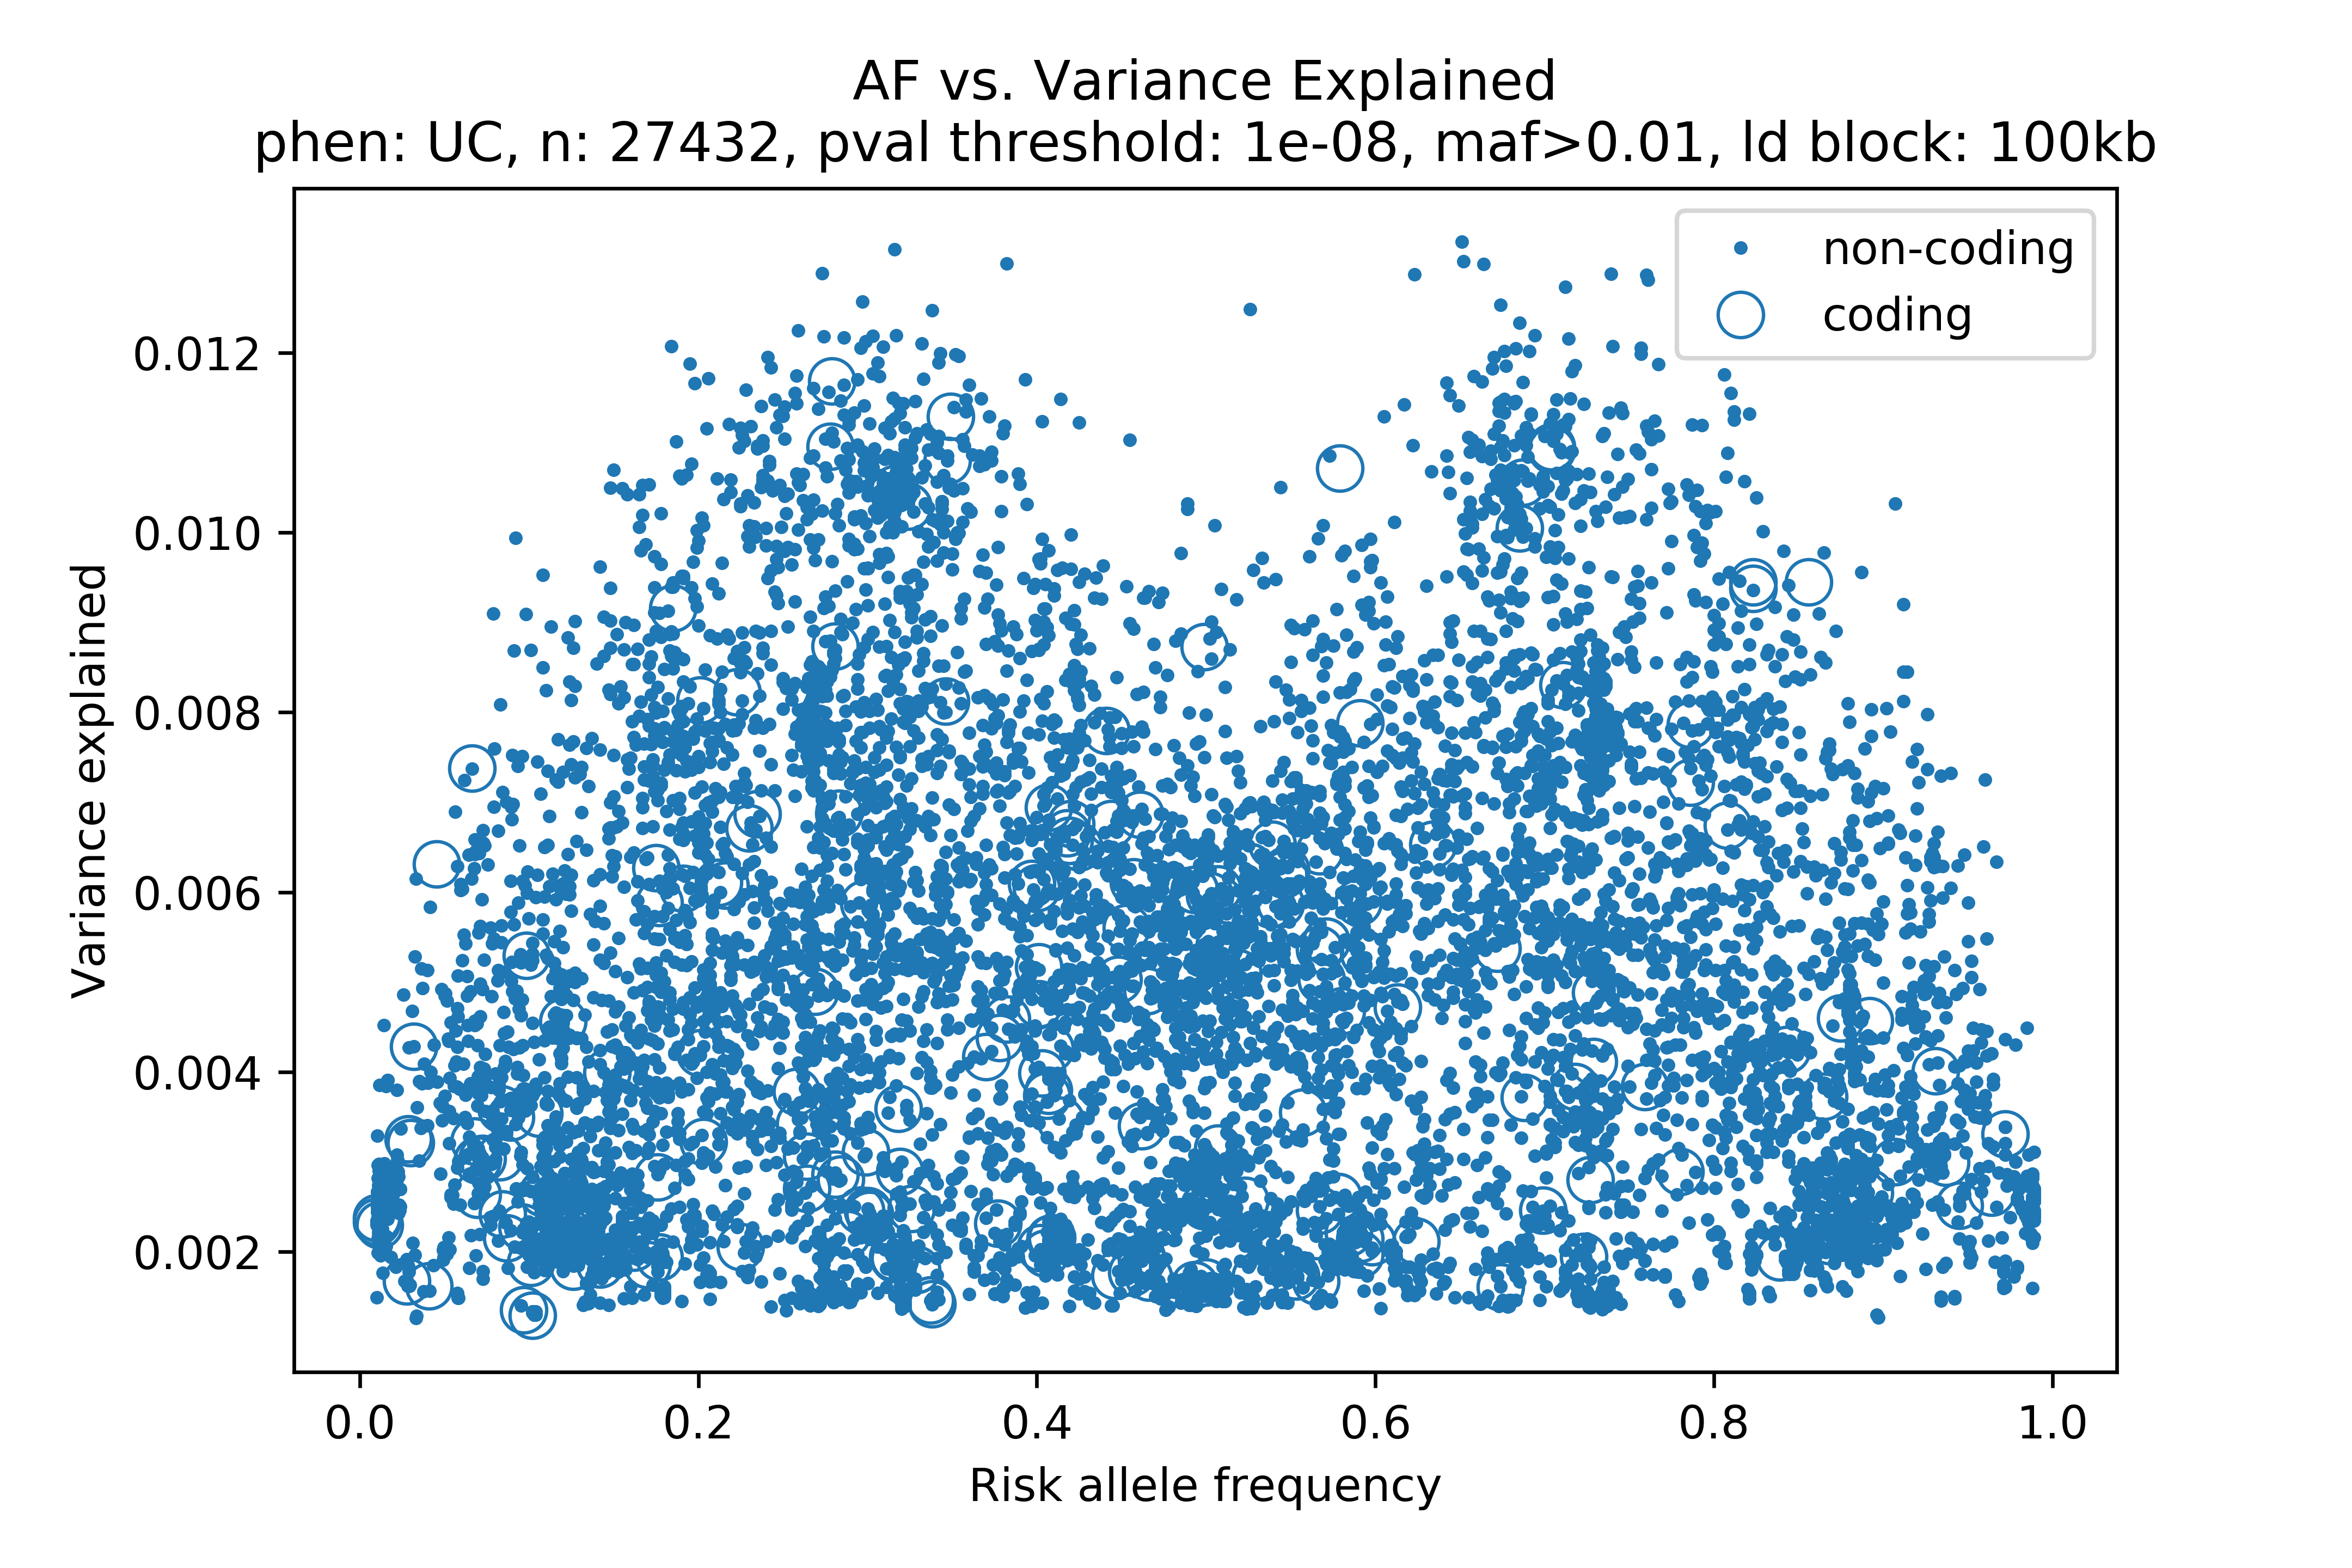 AF vs. Variance Explained
phen: UC, n: 27432, pval threshold: 1e-08, maf>0.01, ld block: 100kb
non-coding
coding
Variance explained
0.012
0.010
0.008
0.006
0.004
0.002
0.0 0.2 0.4 0.6 0.8 1.0
Risk allele frequency